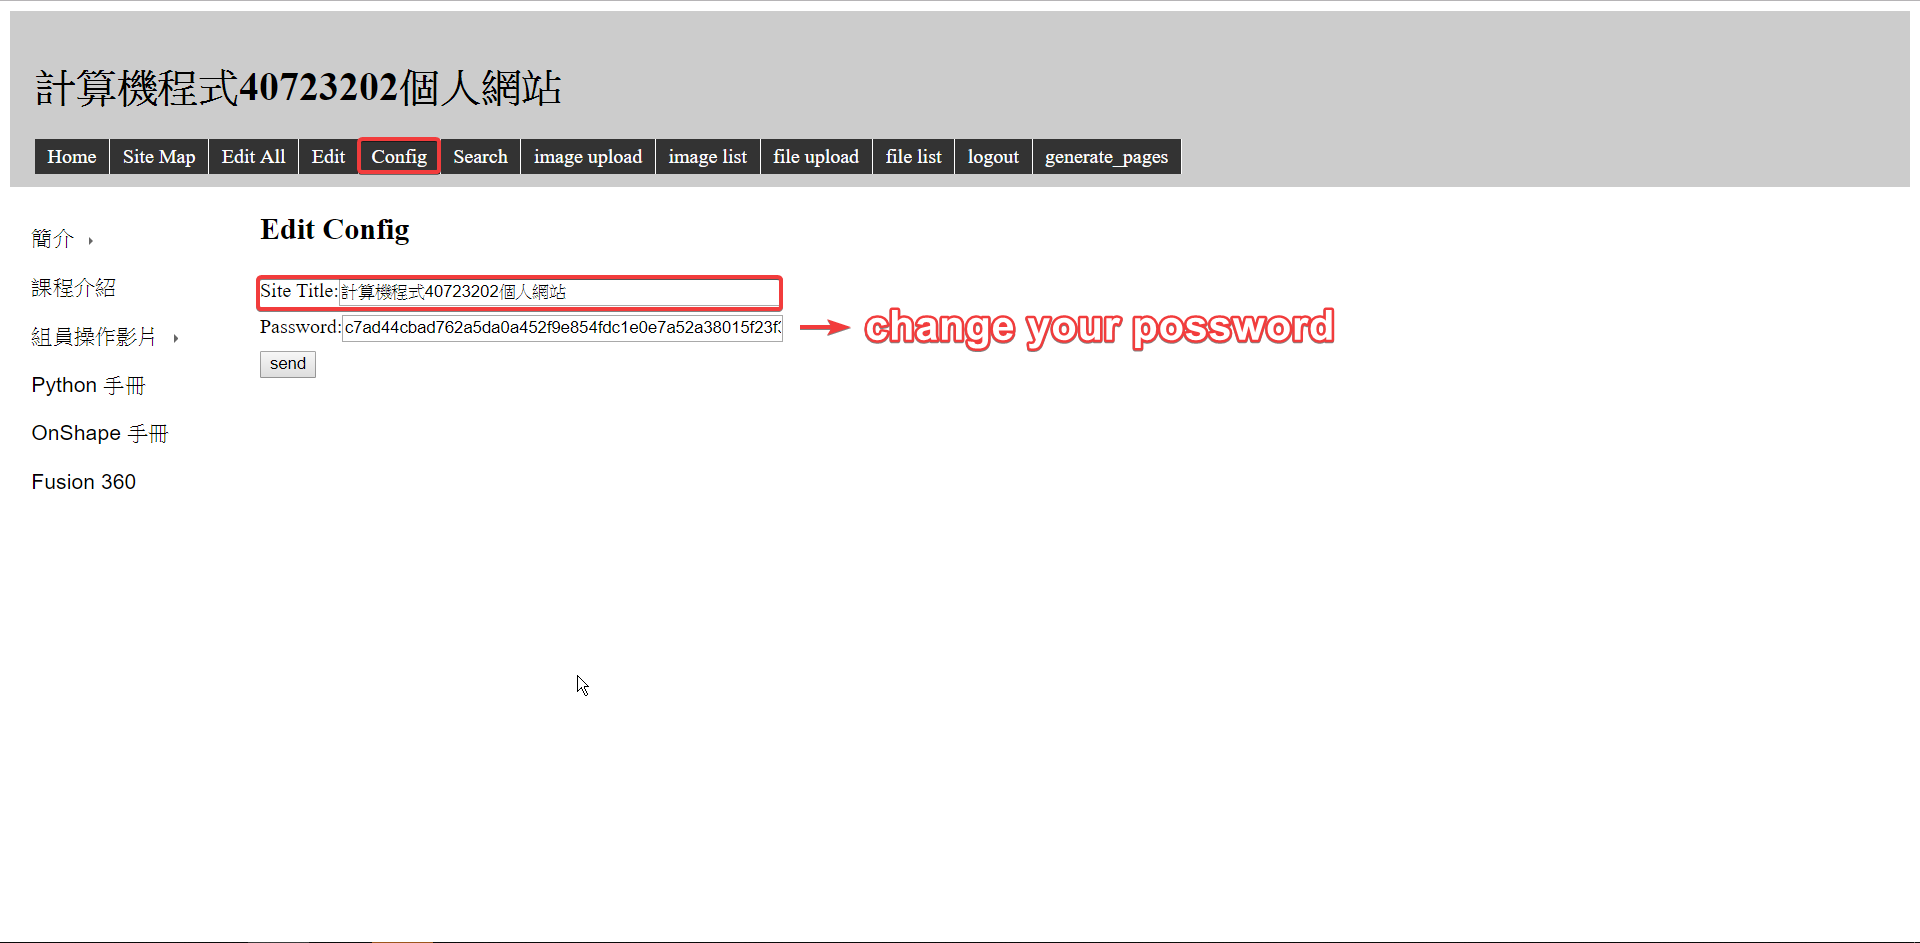 計算機程式40723202個人網站
Home Site Map Edit All Edit Config Search image upload image list file upload file list logout generate_pages
簡介
課程介紹
組員操作影片
Python 手冊
OnShape 手冊
Fusion 360
Edit Config
Site Title:計算機程式40723202個人網站
Password:c7ad44cbad762a5da0a452f9e854fdc1e0e7a52a38015f23f3
change your possword
send